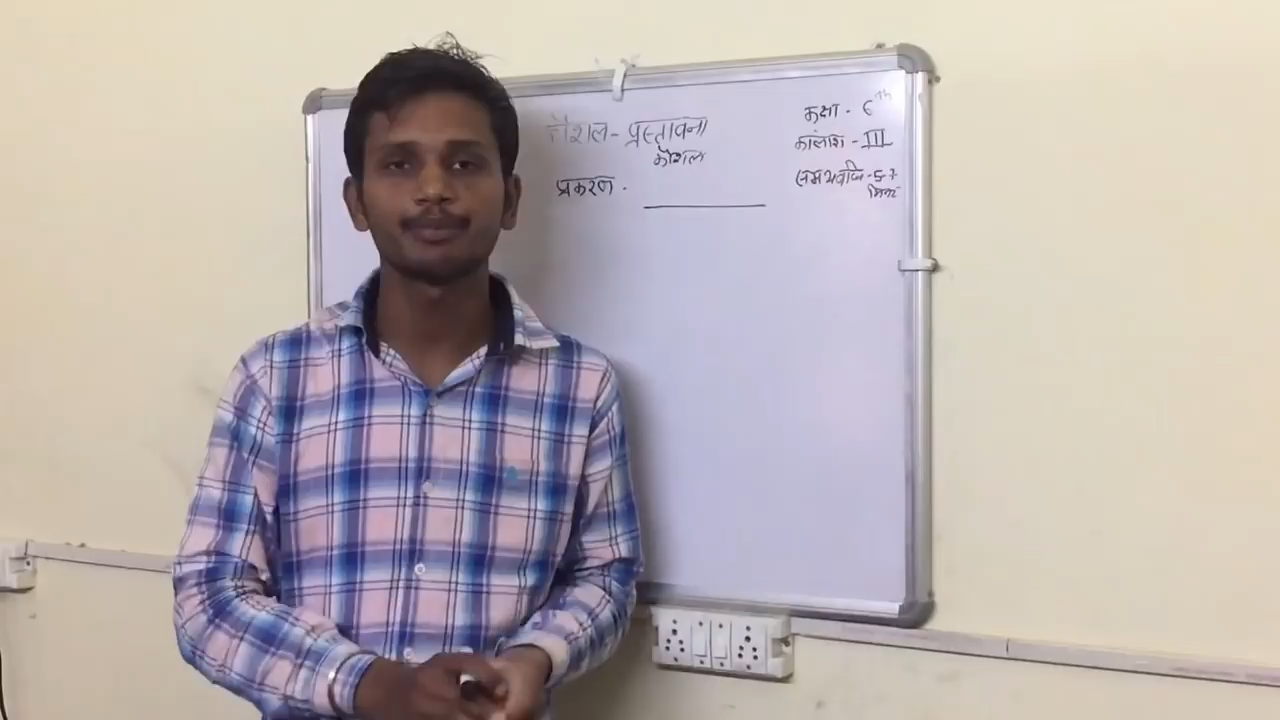 कौशल - प्रस्तावना
कौशल
प्रकरण -
कक्षा - 6th
कालांश - III
समयावधि - 5-7
मिनट